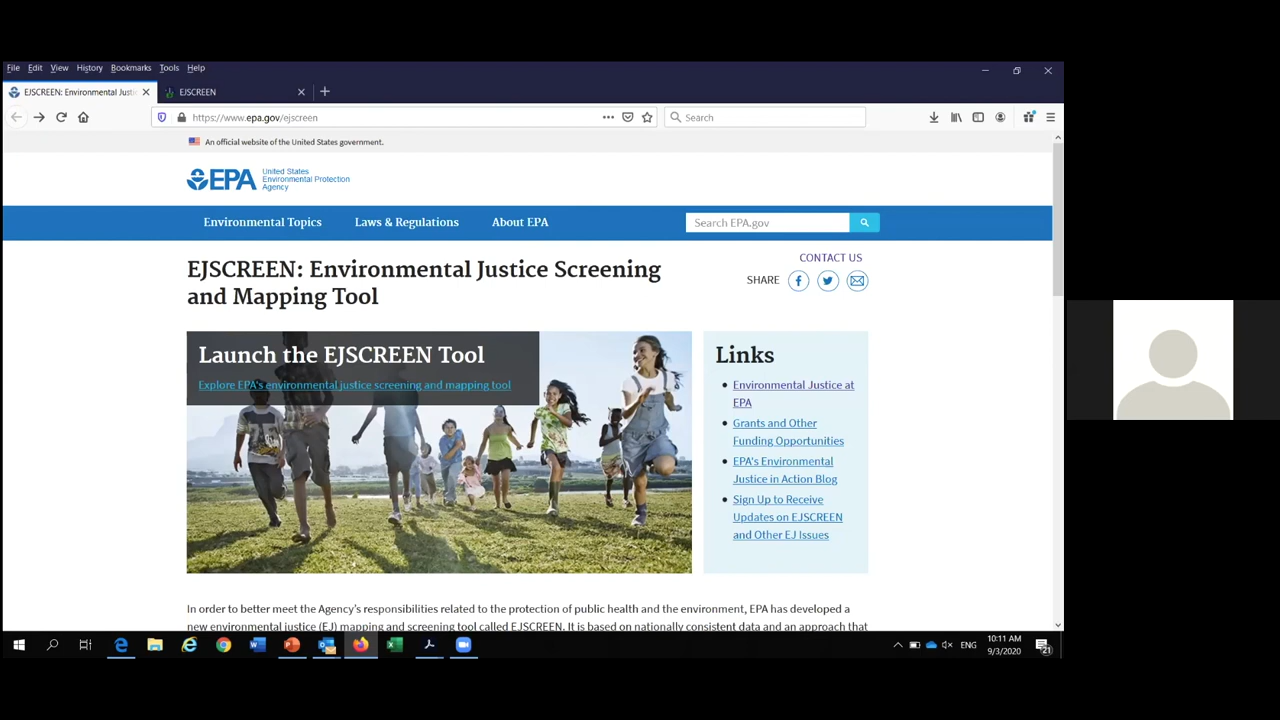 File Edit View History Bookmarks Tools Help
EJSCREEN: Environmental Justi
EJSCREEN
https://www.epa.gov/ejscreen
Search
An official website of the United States government.
EPA
United States
Environmental Protection
Agency
Environmental Topics
Laws & Regulations
About EPA
Search EPA.gov
EJSCREEN: Environmental Justice Screening
and Mapping Tool
CONTACT US
SHARE
Launch the EJSCREEN Tool
Explore EPA's environmental justice screening and mapping tool
Links
Environmental Justice at
EPA
Grants and Other
Funding Opportunities
EPA's Environmental
Justice in Action Blog
Sign Up to Receive
Updates on EJSCREEN
and Other EJ Issues
In order to better meet the Agency's responsibilities related to the protection of public health and the environment, EPA has developed a
new environmental justice (EJ) mapping and screening tool called EJSCREEN. It is based on nationally consistent data and an approach that
ENG
10:11 AM
9/3/2020
21